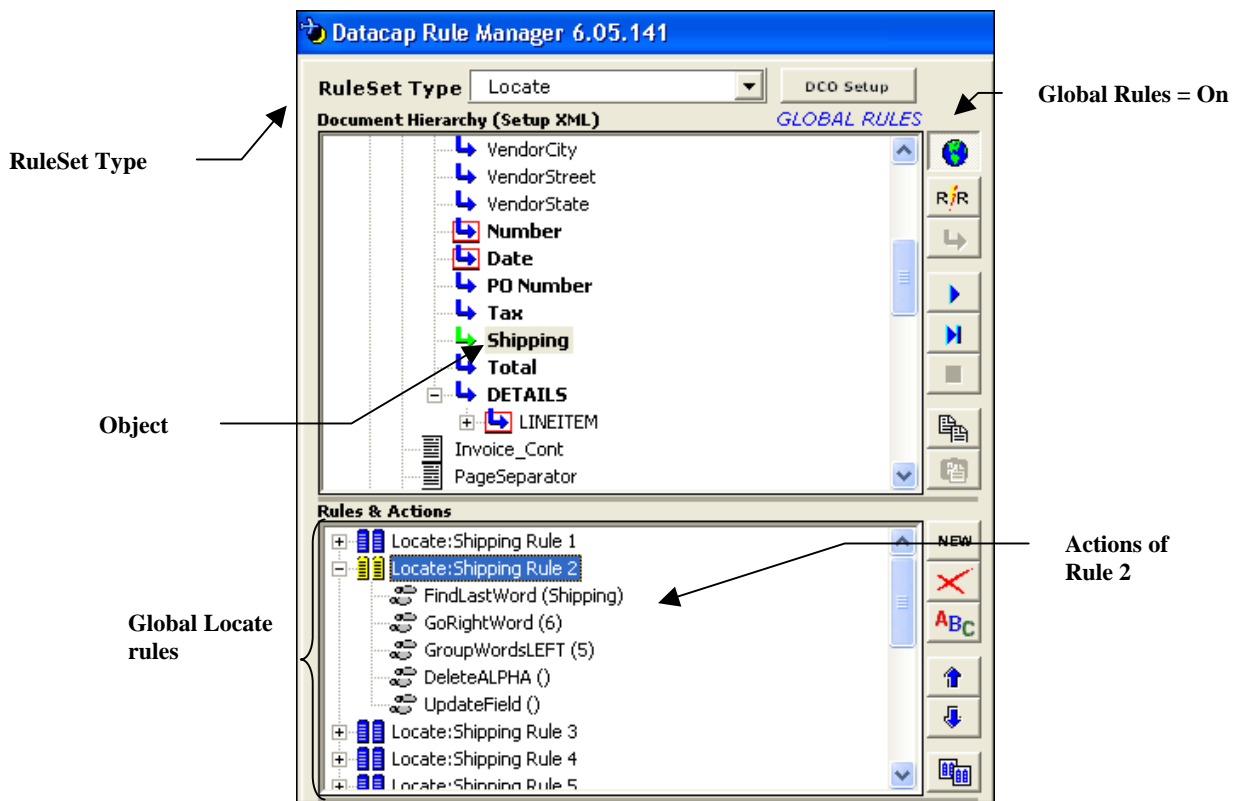 Datacap Rule Manager 6.05.141
RuleSet Type Locate DCO Setup
Global Rules = On
Document Hierarchy (Setup XML) GLOBAL RULES
RuleSet Type
VendorCity
VendorStreet
VendorState
R/R
Number
Date
PO Number
Tax
Shipping
Total
DETAILS
Object
LINEITEM
Invoice_Cont
PageSeparator
Rules & Actions
Locate:Shipping Rule 1
NEW
Actions of
Rule 2
Locate:Shipping Rule 2
FindLastWord (Shipping)
GoRightWord (6)
ABC
Global Locate
rules
GroupWordsLEFT (5)
DeleteALPHA ()
UpdateField ()
Locate:Shipping Rule 3
Locate:Shipping Rule 4
Locate:Shipping Rule 5